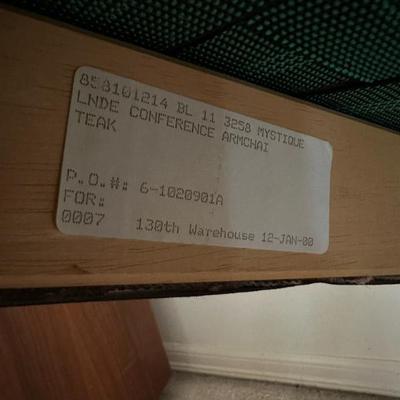 858101214 BL 11 3258 MYSTIQUE
LNDE CONFERENCE ARMCHAI
TEAK
P.O.#: 6-1020901A
FOR:
0007 130th Warehouse 12-JAN-00